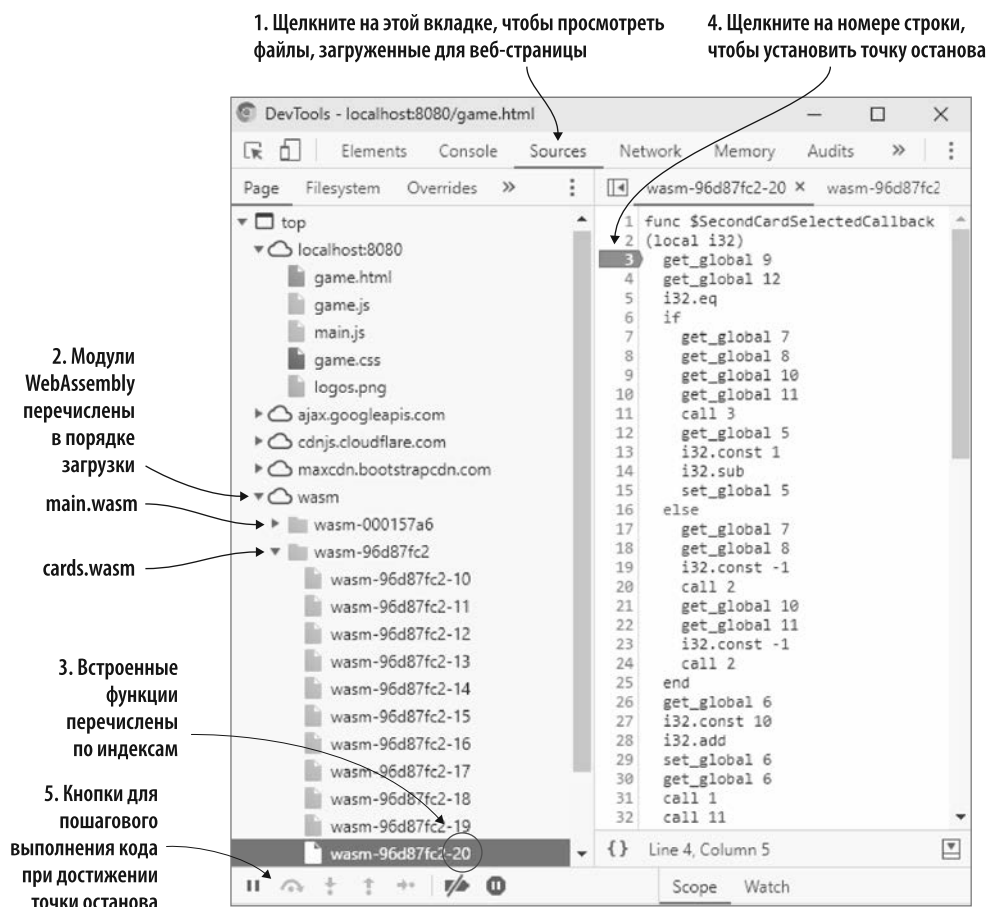 1. Щелкните на этой вкладке, чтобы просмотреть
файлы, загруженные для веб-страницы
4. Щелкните на номере строки,
чтобы установить точку останова
DevTools - localhost:8080/game.html
Elements Console Sources Network Memory Audits »
Page Filesystem Overrides »
wasm-96d87fc2-20 × wasm-96d87fc2
top
localhost:8080
game.html
game.js
main.js
game.css
logos.png
ajax.googleapis.com
cdnjs.cloudflare.com
maxcdn.bootstrapcdn.com
wasm
wasm-000157a6
wasm-96d87fc2
wasm-96d87fc2-10
wasm-96d87fc2-11
wasm-96d87fc2-12
wasm-96d87fc2-13
wasm-96d87fc2-14
wasm-96d87fc2-15
wasm-96d87fc2-16
wasm-96d87fc2-17
wasm-96d87fc2-18
wasm-96d87fc2-19
wasm-96d87fc2-20
1 func $SecondCardSelectedCallback
2 (local i32)
3 get_global 9
4 get_global 12
5 i32.eq
6 if
7 get_global 7
8 get_global 8
9 get_global 10
10 get_global 11
11 call 3
12 get_global 5
13 i32.const 1
14 i32.sub
15 set_global 5
16 else
17 get_global 7
18 get_global 8
19 i32.const -1
20 call 2
21 get_global 10
22 get_global 11
23 i32.const -1
24 call 2
25 end
26 get_global 6
27 i32.const 10
28 i32.add
29 set_global 6
30 get_global 6
31 call 1
32 call 11
{ } Line 4, Column 5
Scope Watch
2. Модули
WebAssembly
перечислены
в порядке
загрузки
main.wasm
cards.wasm
3. Встроенные
функции
перечислены
по индексам
5. Кнопки для
пошагового
выполнения кода
при достижении
точки останова